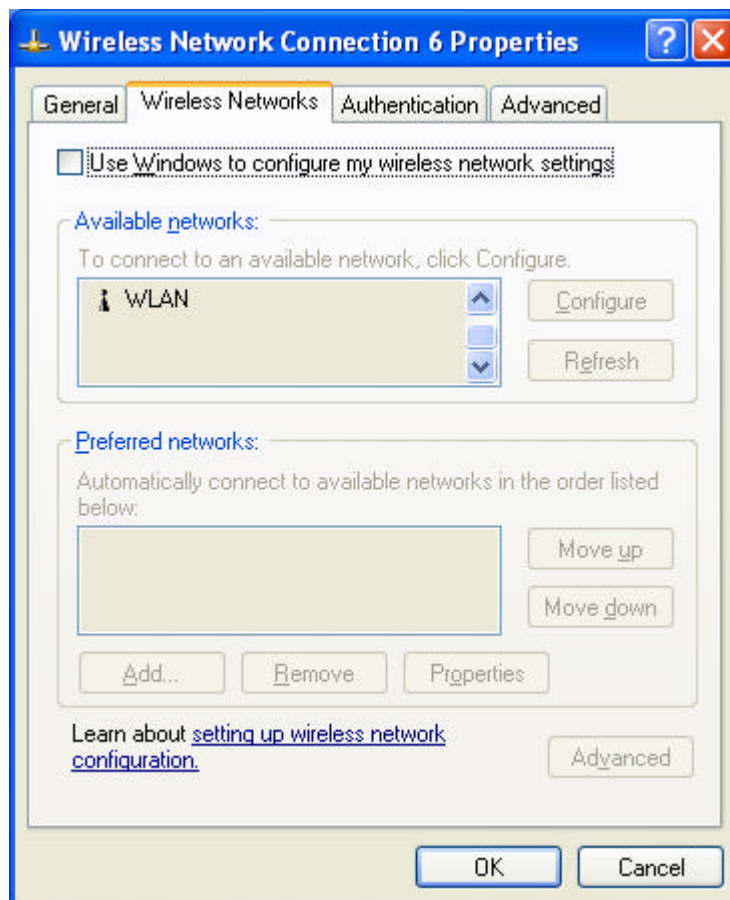 Wireless Network Connection 6 Properties
General Wireless Networks Authentication Advanced
Use Windows to configure my wireless network settings
Available networks:
To connect to an available network, click Configure.
WLAN
Configure
Refresh
Preferred networks:
Automatically connect to available networks in the order listed
below:
Move up
Move down
Add... Remove Properties
Learn about setting up wireless network
configuration.
Advanced
OK Cancel